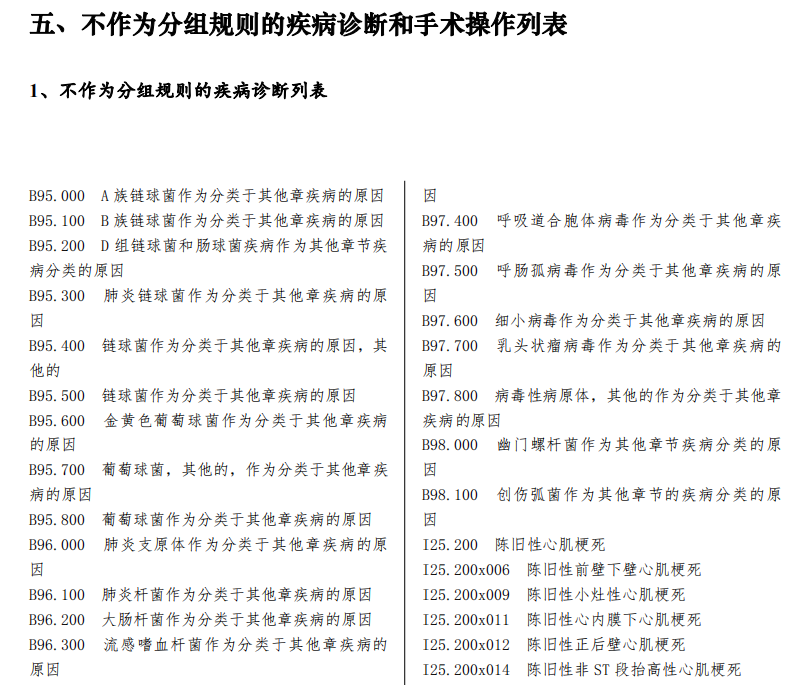 五、不作为分组规则的疾病诊断和手术操作列表
1、不作为分组规则的疾病诊断列表
B95.000 A 族链球菌作为分类于其他章疾病的原因
B95.100 B 族链球菌作为分类于其他章疾病的原因
B95.200 D 组链球菌和肠球菌疾病作为其他章节疾
病分类的原因
B95.300 肺炎链球菌作为分类于其他章疾病的原
因
B95.400 链球菌作为分类于其他章疾病的原因，其
他的
B95.500 链球菌作为分类于其他章疾病的原因
B95.600 金黄色葡萄球菌作为分类于其他章疾病
的原因
B95.700 葡萄球菌，其他的，作为分类于其他章疾
病的原因
B95.800 葡萄球菌作为分类于其他章疾病的原因
B96.000 肺炎支原体作为分类于其他章疾病的原
因
B96.100 肺炎杆菌作为分类于其他章疾病的原因
B96.200 大肠杆菌作为分类于其他章疾病的原因
B96.300 流感嗜血杆菌作为分类于其他章疾病的
原因
因
B97.400 呼吸道合胞体病毒作为分类于其他章疾
病的原因
B97.500 呼肠孤病毒作为分类于其他章疾病的原
因
B97.600 细小病毒作为分类于其他章疾病的原因
B97.700 乳头状瘤病毒作为分类于其他章疾病的
原因
B97.800 病毒性病原体，其他的作为分类于其他章
疾病的原因
B98.000 幽门螺杆菌作为其他章节疾病分类的原
因
B98.100 创伤弧菌作为其他章节的疾病分类的原
因
I25.200 陈旧性心肌梗死
I25.200x006 陈旧性前壁下壁心肌梗死
I25.200x009 陈旧性小灶性心肌梗死
I25.200x011 陈旧性心内膜下心肌梗死
I25.200x012 陈旧性正后壁心肌梗死
I25.200x014 陈旧性非 ST 段抬高性心肌梗死